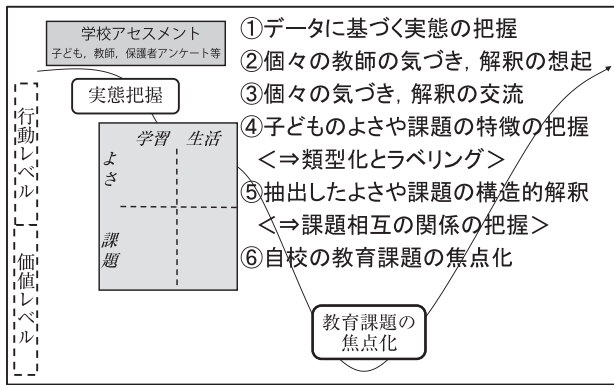 学校アセスメント
子ども，教師，保護者アンケート等
実態把握
行動レベル
価値レベル
学習 生活
よさ
課題
①データに基づく実態の把握
②個々の教師の気づき，解釈の想起
③個々の気づき，解釈の交流
④子どものよさや課題の特徴の把握
＜⇒類型化とラベリング＞
⑤抽出したよさや課題の構造的解釈
＜⇒課題相互の関係の把握＞
⑥自校の教育課題の焦点化
教育課題の
焦点化